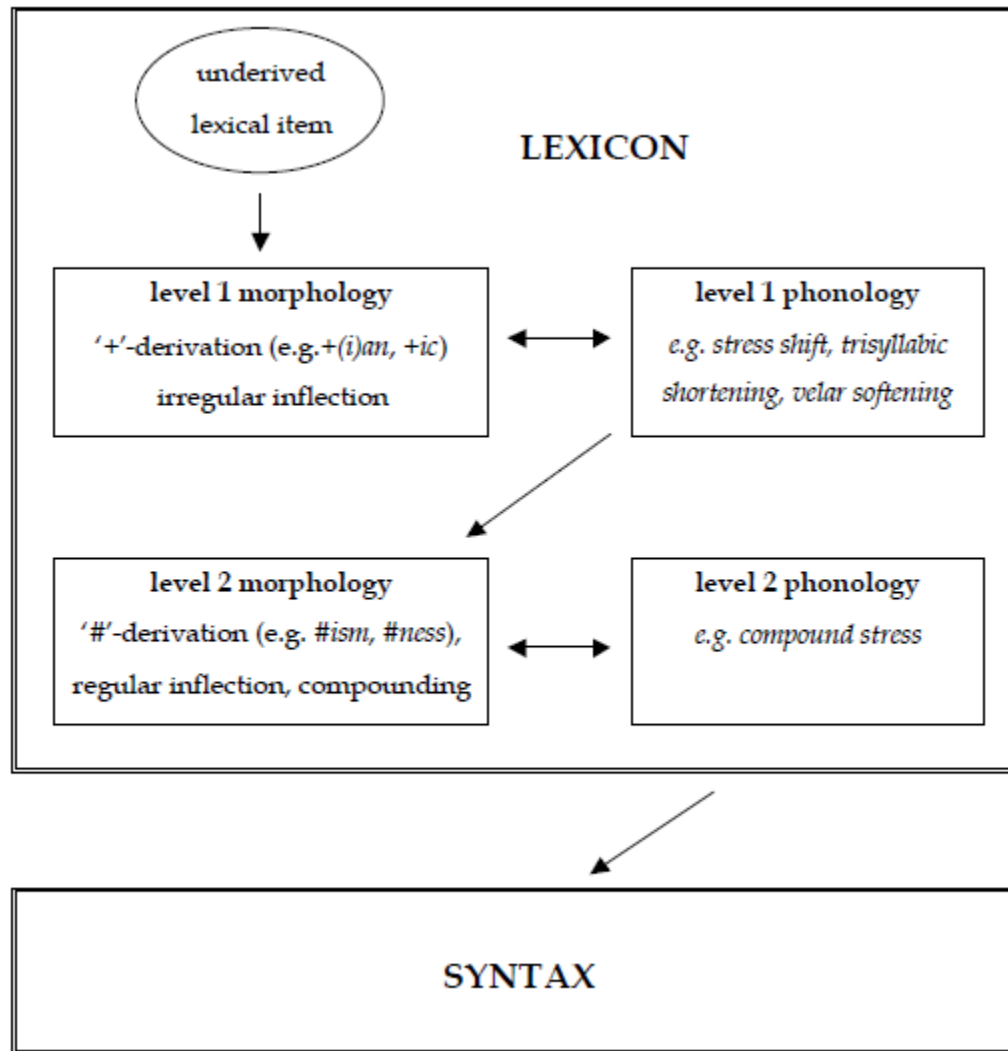 underived
lexical item
LEXICON
level 1 morphology
‘+’-derivation (e.g.+(i)an, +ic)
irregular inflection
level 1 phonology
e.g. stress shift, trisyllabic
shortening, velar softening
level 2 morphology
‘#’-derivation (e.g. #ism, #ness),
regular inflection, compounding
level 2 phonology
e.g. compound stress
SYNTAX